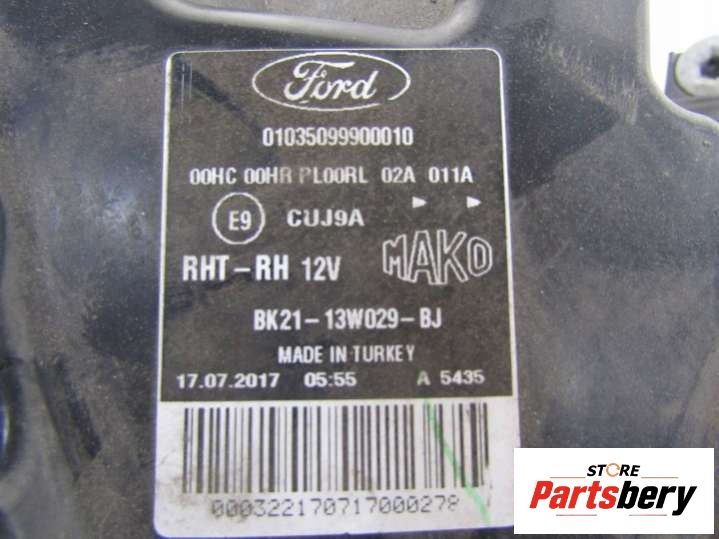 Ford
01035099900010
00HC 00HR PL00RL 02A 011A
E9 CUJ9A
RHT-RH 12V MAKO
BK21-13W029-BJ
MADE IN TURKEY
17.07.2017 05:55 A 5435
000322170717000278
STORE
Partsbery